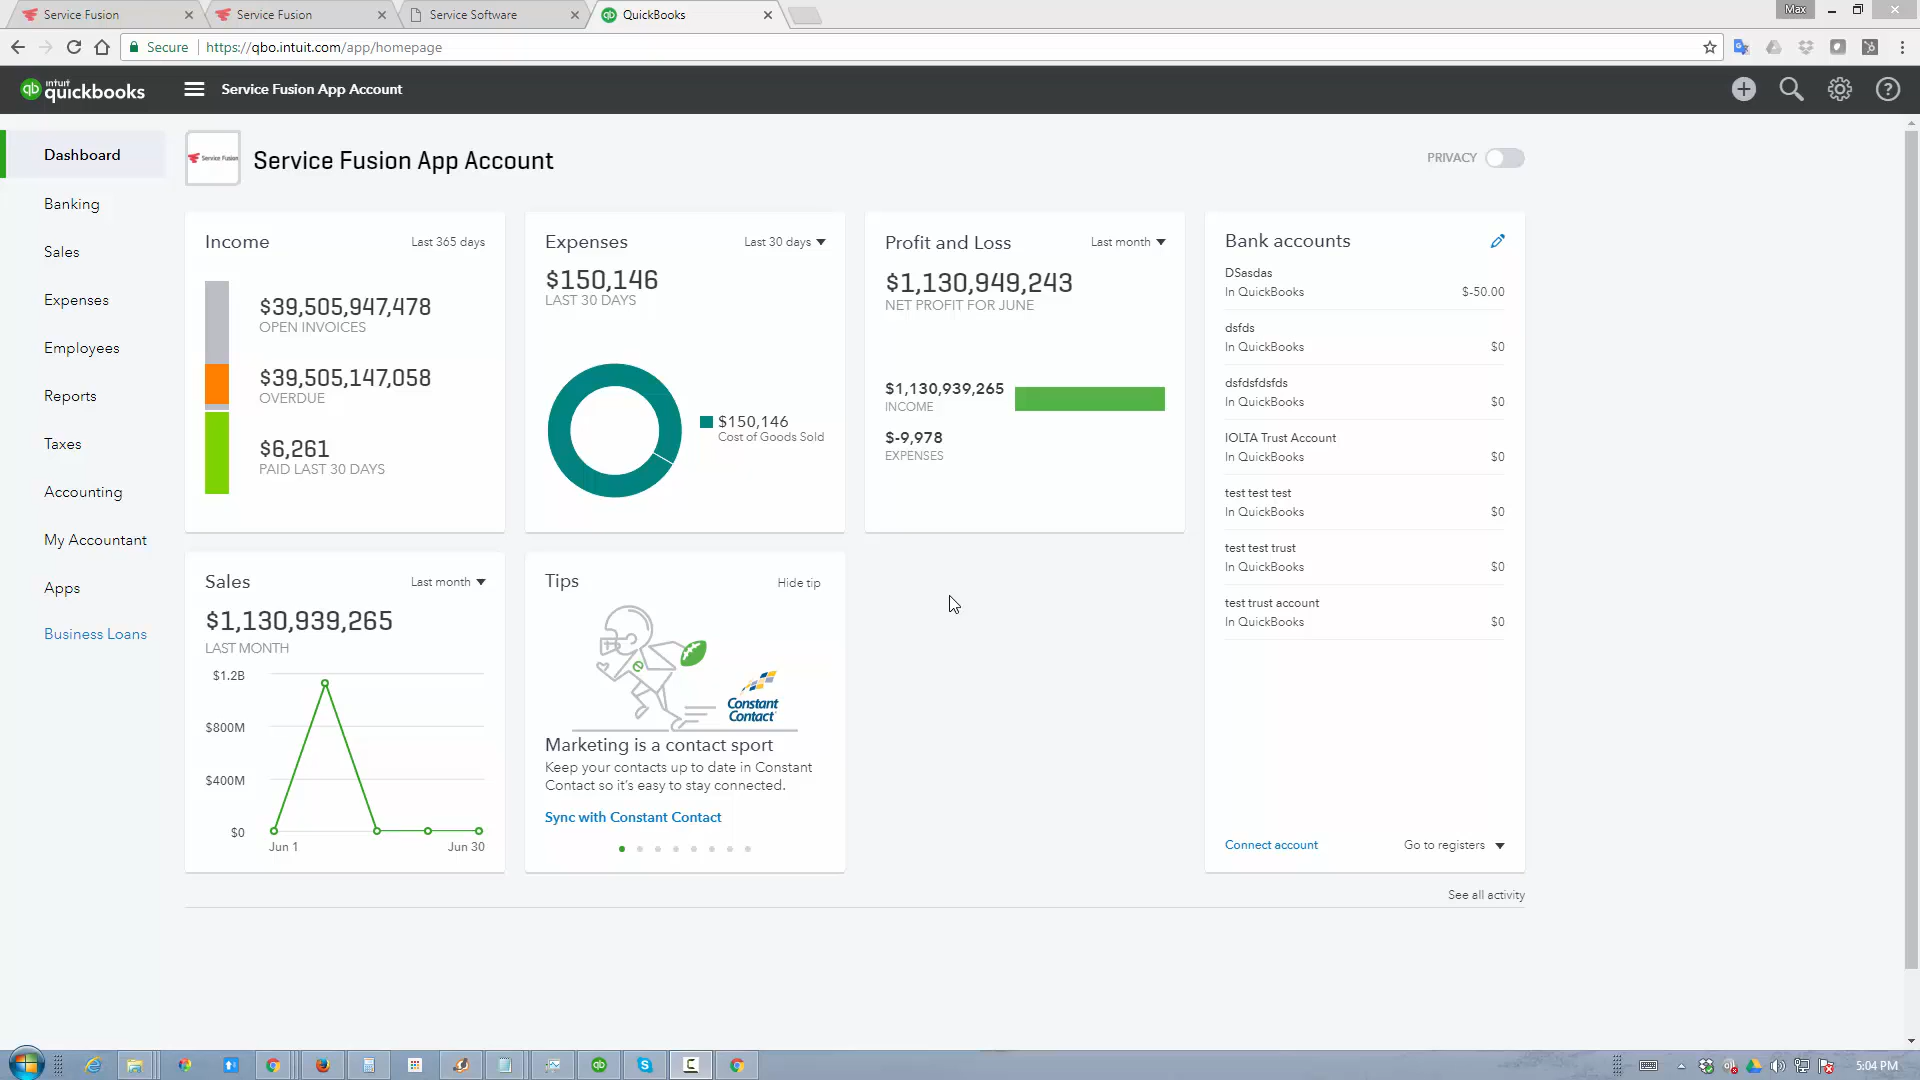 Service Fusion
Service Fusion
Service Software
QuickBooks
Max
Secure
https://qbo.intuit.com/app/homepage
intuit
quickbooks
Service Fusion App Account
Dashboard
Banking
Sales
Expenses
Employees
Reports
Taxes
Accounting
My Accountant
Apps
Business Loans
Service Fusion
Service Fusion App Account
PRIVACY
Income
Last 365 days
$39,505,947,478
OPEN INVOICES
$39,505,147,058
OVERDUE
$6,261
PAID LAST 30 DAYS
Expenses
Last 30 days
$150,146
LAST 30 DAYS
$150,146
Cost of Goods Sold
Profit and Loss
Last month
$1,130,949,243
NET PROFIT FOR JUNE
$1,130,939,265
INCOME
$-9,978
EXPENSES
Bank accounts
DSasdas
In QuickBooks $-50.00
dsfds
In QuickBooks $0
dsfdsfdsfds
In QuickBooks $0
IOLTA Trust Account
In QuickBooks $0
test test test
In QuickBooks $0
test test trust
In QuickBooks $0
test trust account
In QuickBooks $0
Connect account
Go to registers
Sales
Last month
$1,130,939,265
LAST MONTH
$1.2B
$800M
$400M
$0
Jun 1
Jun 30
Tips
Hide tip
Constant
Contact
Marketing is a contact sport
Keep your contacts up to date in Constant
Contact so it's easy to stay connected.
Sync with Constant Contact
See all activity
5:04 PM